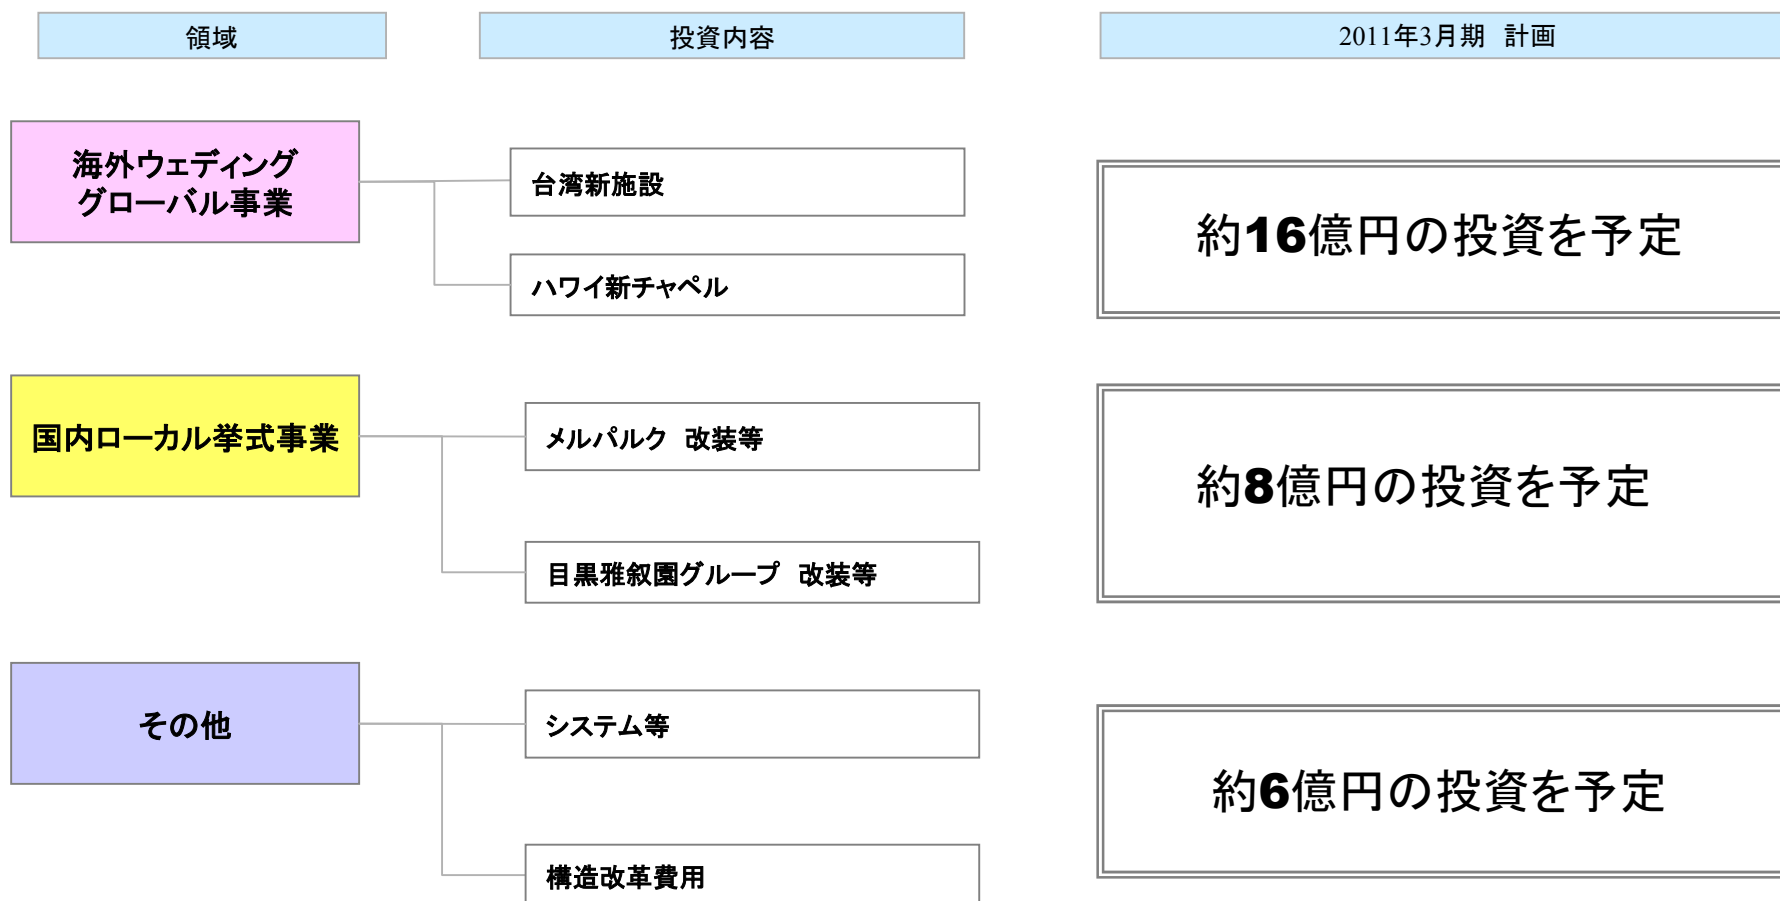 領域
投資内容
2011年3月期 計画
海外ウェディング
グローバル事業
台湾新施設
ハワイ新チャペル
約16億円の投資を予定
国内ローカル挙式事業
メルパルク 改装等
目黒雅叙園グループ 改装等
約8億円の投資を予定
その他
システム等
構造改革費用
約6億円の投資を予定